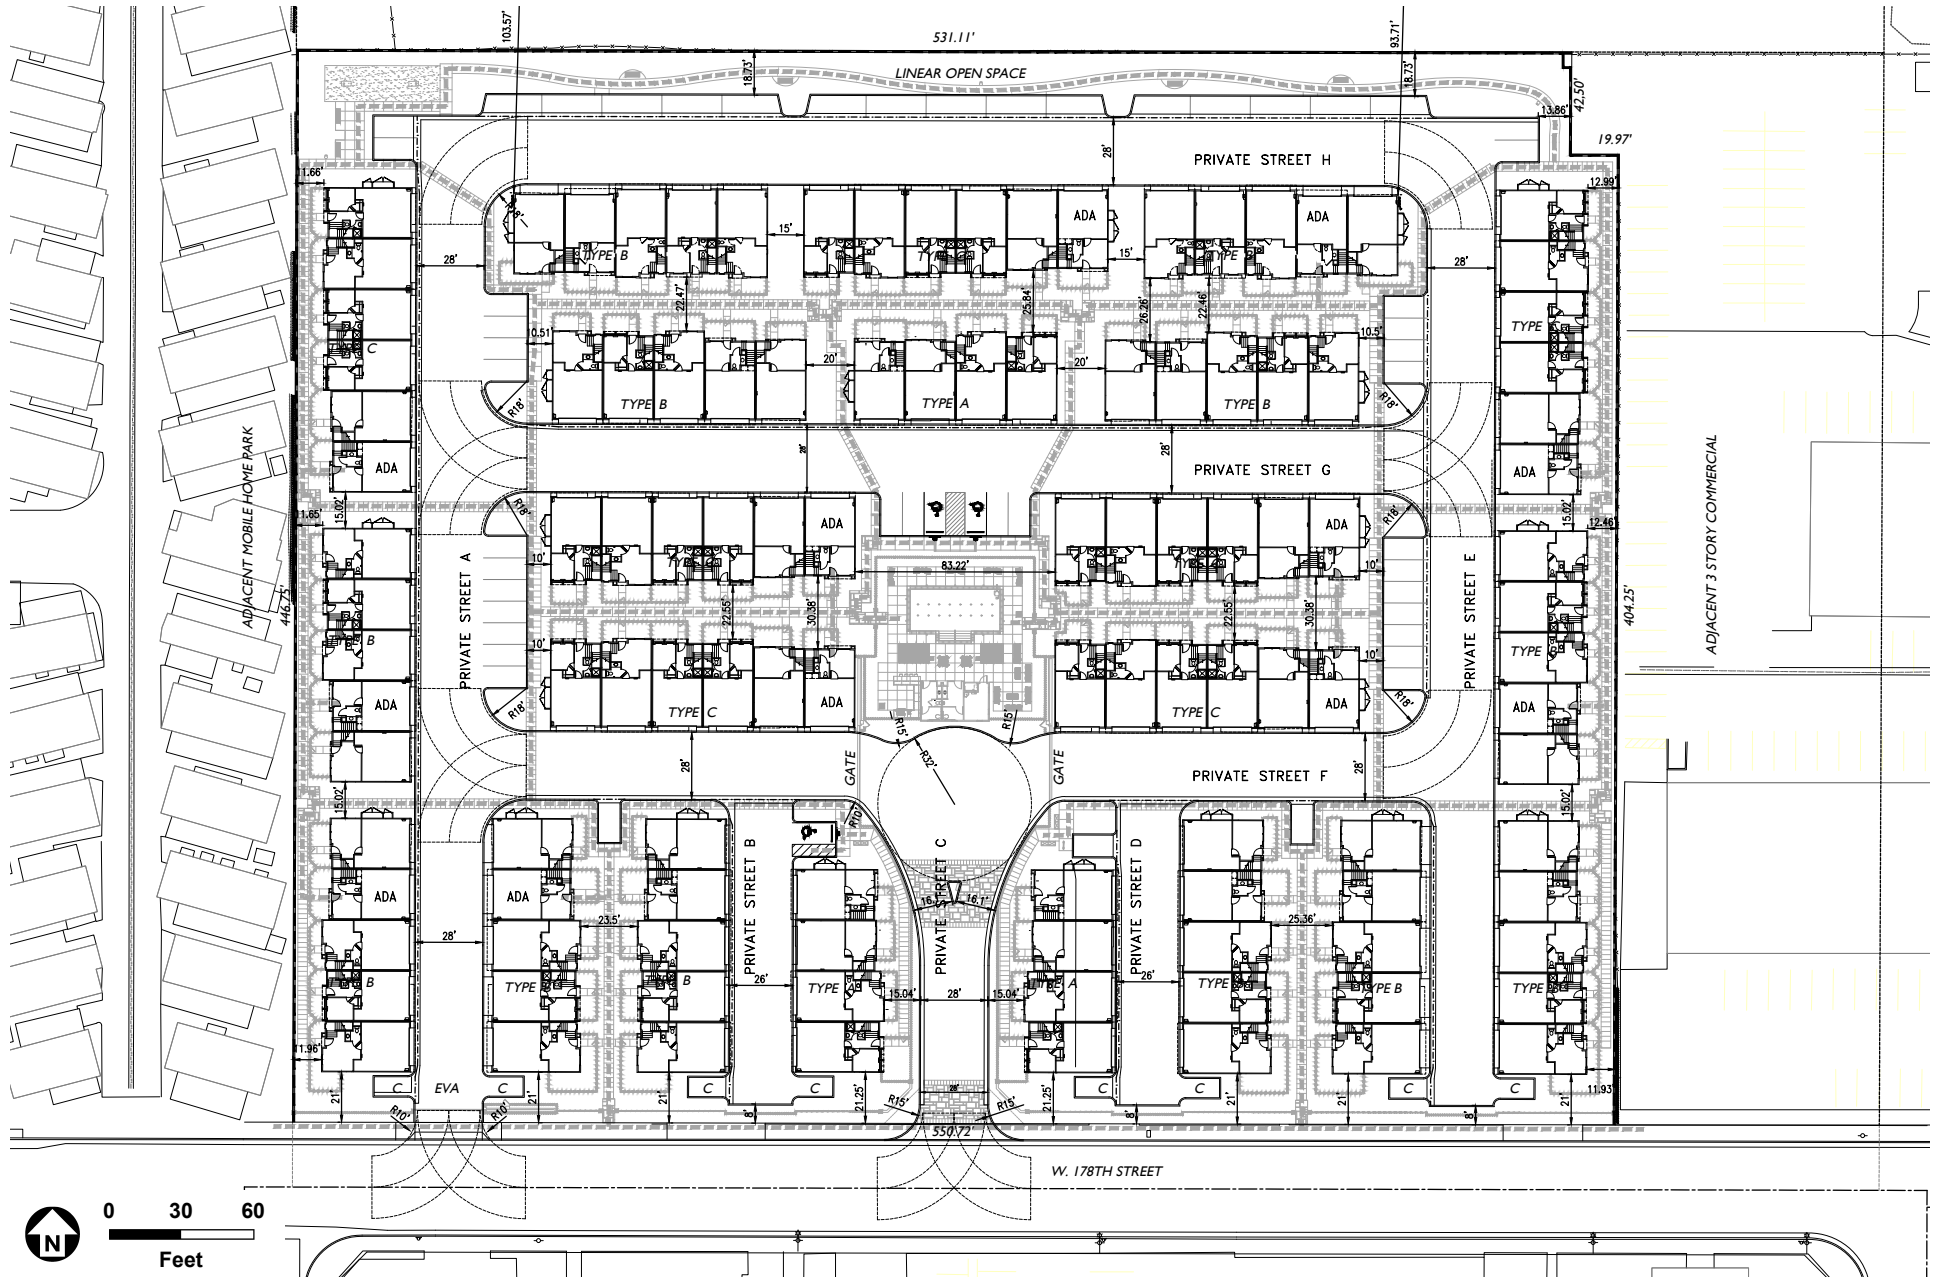 103.57'
531.11'
93.71'
18.73'
LINEAR OPEN SPACE
18.73'
42.50'
13.86'
19.97'
28'
PRIVATE STREET H
11.66'
12.99'
R18'
ADA
ADA
15'
TYPE B
TYPE C
15'
TYPE B
28'
28'
22.47'
25.84'
26.26'
22.46'
10.51'
10.5'
TYPE
C
20'
20'
R18'
TYPE B
TYPE A
TYPE B
R18'
ADJACENT MOBILE HOME PARK
ADJACENT 3 STORY COMMERCIAL
28'
28'
PRIVATE STREET G
ADA
ADA
15.02'
R18'
R18'
15.02'
11.65'
12.46'
ADA
ADA
PRIVATE STREET A
PRIVATE STREET E
10'
83.22'
10'
446.75'
404.25'
22.55'
30.38'
22.55'
30.38'
B
10'
10'
TYPE
ADA
R18'
TYPE C
ADA
TYPE C
ADA
R18'
ADA
R15'
R15'
R32'
28'
GATE
GATE
28'
PRIVATE STREET F
15.02'
15.02'
R10'
PRIVATE STREET B
PRIVATE STREET C
PRIVATE STREET D
ADA
ADA
16.1'
16.1'
23.5'
25.36'
28'
B
TYPE
B
26'
TYPE A
15.04'
28'
15.04'
A
26'
TYPE
TYPE B
TYPE B
11.96'
C
EVA
C
C
28'
C
C
C
11.93'
21'
21'
21'
8'
21.25'
21.25'
8'
21'
21'
8'
21'
R10'
R10'
R15'
R15'
550.72'
W. 178TH STREET
0 30 60
Feet
N